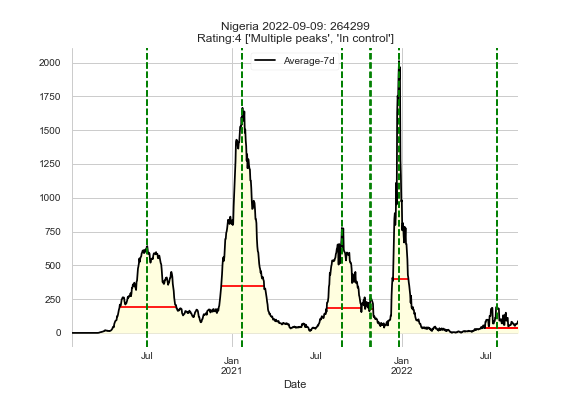 Nigeria 2022-09-09: 264299
Rating:4 ['Multiple peaks', 'In control']
Average-7d
2000
1750
1500
1250
1000
750
500
250
0
Jul
Jan
2021
Jul
Jan
2022
Jul
Date